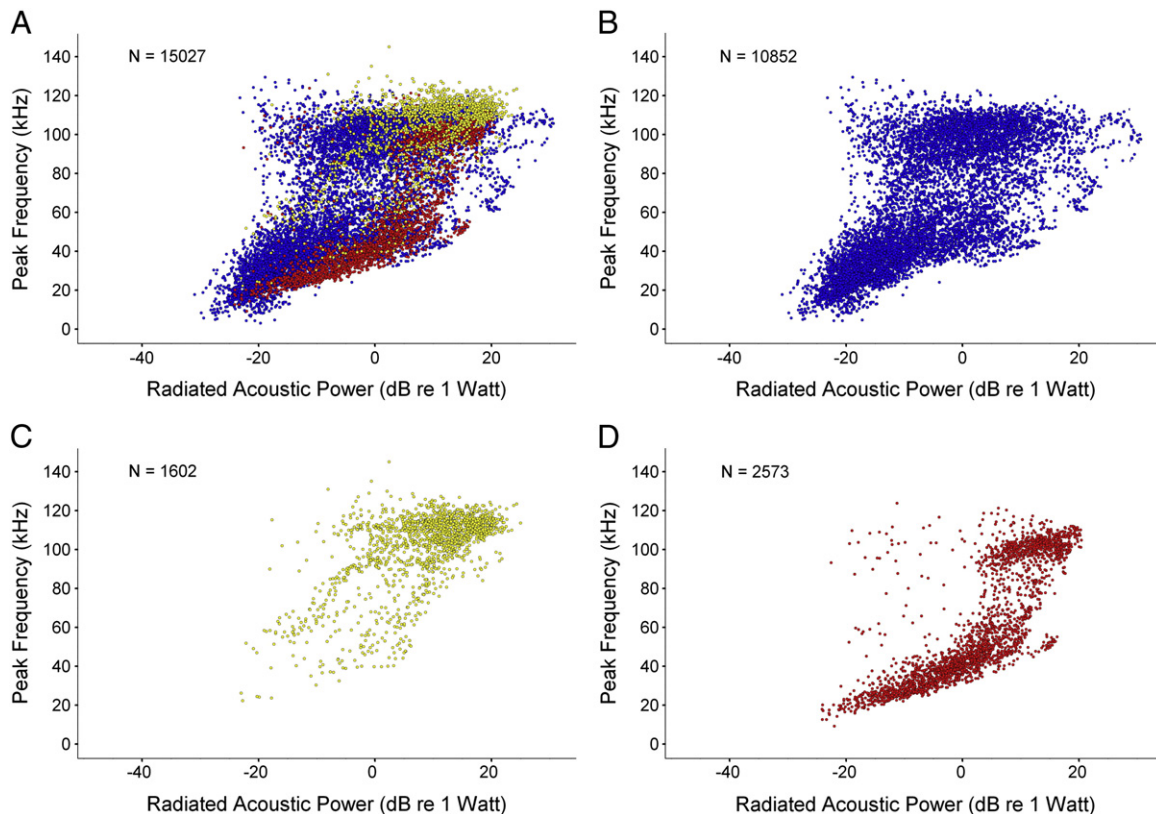 A
N = 15027
140
120
100
80
60
40
20
0
Peak Frequency (kHz)
-40 -20 0 20
Radiated Acoustic Power (dB re 1 Watt)
B
N = 10852
140
120
100
80
60
40
20
0
Peak Frequency (kHz)
-40 -20 0 20
Radiated Acoustic Power (dB re 1 Watt)
C
N = 1602
140
120
100
80
60
40
20
0
Peak Frequency (kHz)
-40 -20 0 20
Radiated Acoustic Power (dB re 1 Watt)
D
N = 2573
140
120
100
80
60
40
20
0
Peak Frequency (kHz)
-40 -20 0 20
Radiated Acoustic Power (dB re 1 Watt)